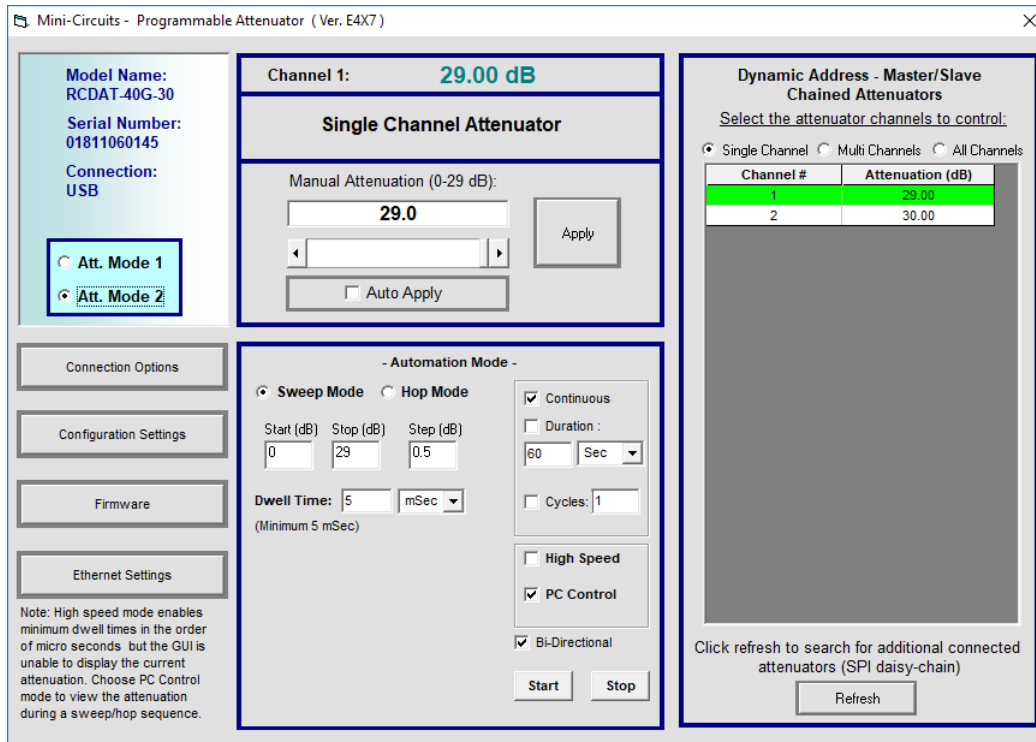 Mini-Circuits - Programmable Attenuator ( Ver. E4X7 )
Model Name:
RCDAT-40G-30
Serial Number:
01811060145
Connection:
USB
Att. Mode 1
Att. Mode 2
Connection Options
Configuration Settings
Firmware
Ethernet Settings
Note: High speed mode enables
minimum dwell times in the order
of micro seconds but the GUI is
unable to display the current
attenuation. Choose PC Control
mode to view the attenuation
during a sweep/hop sequence.
Channel 1: 29.00 dB
Single Channel Attenuator
Manual Attenuation (0-29 dB):
29.0
Apply
Auto Apply
- Automation Mode -
Sweep Mode Hop Mode
Start (dB) Stop (dB) Step (dB)
0 29 0.5
Dwell Time: 5 mSec
(Minimum 5 mSec)
Continuous
Duration :
60 Sec
Cycles: 1
High Speed
PC Control
Bi-Directional
Start Stop
Dynamic Address - Master/Slave
Chained Attenuators
Select the attenuator channels to control:
Single Channel Multi Channels All Channels
Channel # Attenuation (dB)
1 29.00
2 30.00
Click refresh to search for additional connected
attenuators (SPI daisy-chain)
Refresh